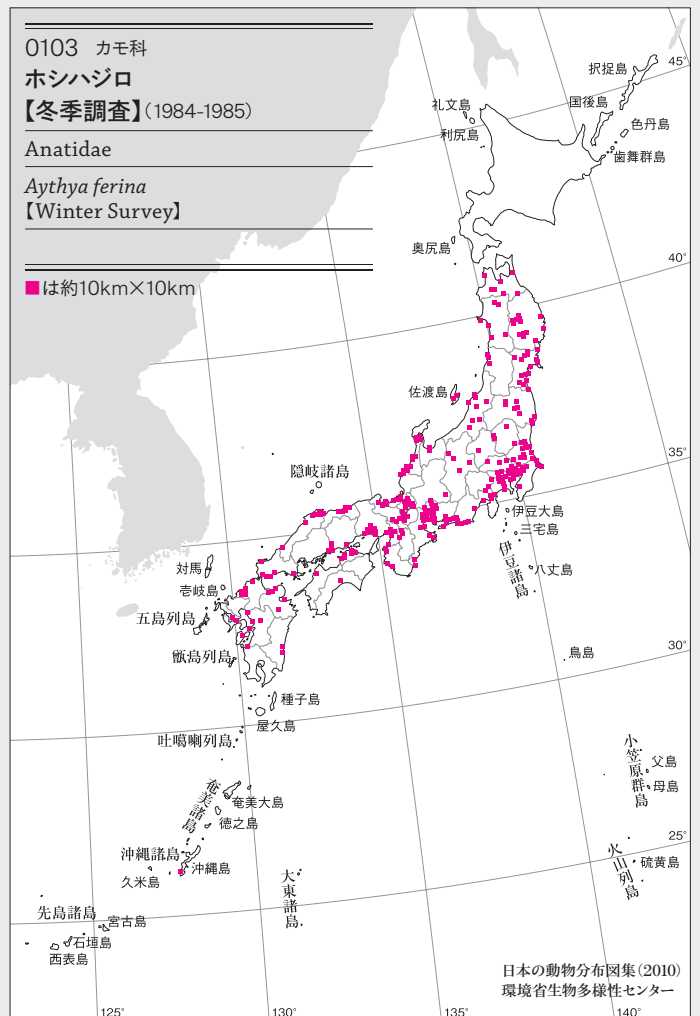 0103 カモ科
ホシハジロ
【冬季調査】(1984-1985)
Anatidae
Aythya ferina
【Winter Survey】
■は約10km×10km
択捉島
45°
礼文島
国後島
利尻島
色丹島
歯舞群島
奥尻島
40°
佐渡島
35°
隠岐諸島
伊豆大島
三宅島
伊豆諸島
八丈島
対馬
壱岐島
五島列島
甑島列島
鳥島
30°
種子島
屋久島
吐噶喇列島
小笠原群島
父島
母島
奄美諸島
奄美大島
徳之島
25°
沖縄諸島
沖縄島
久米島
火山列島
硫黄島
大東諸島
先島諸島
宮古島
石垣島
西表島
日本の動物分布図集(2010)
環境省生物多様性センター
125°
130°
135°
140°